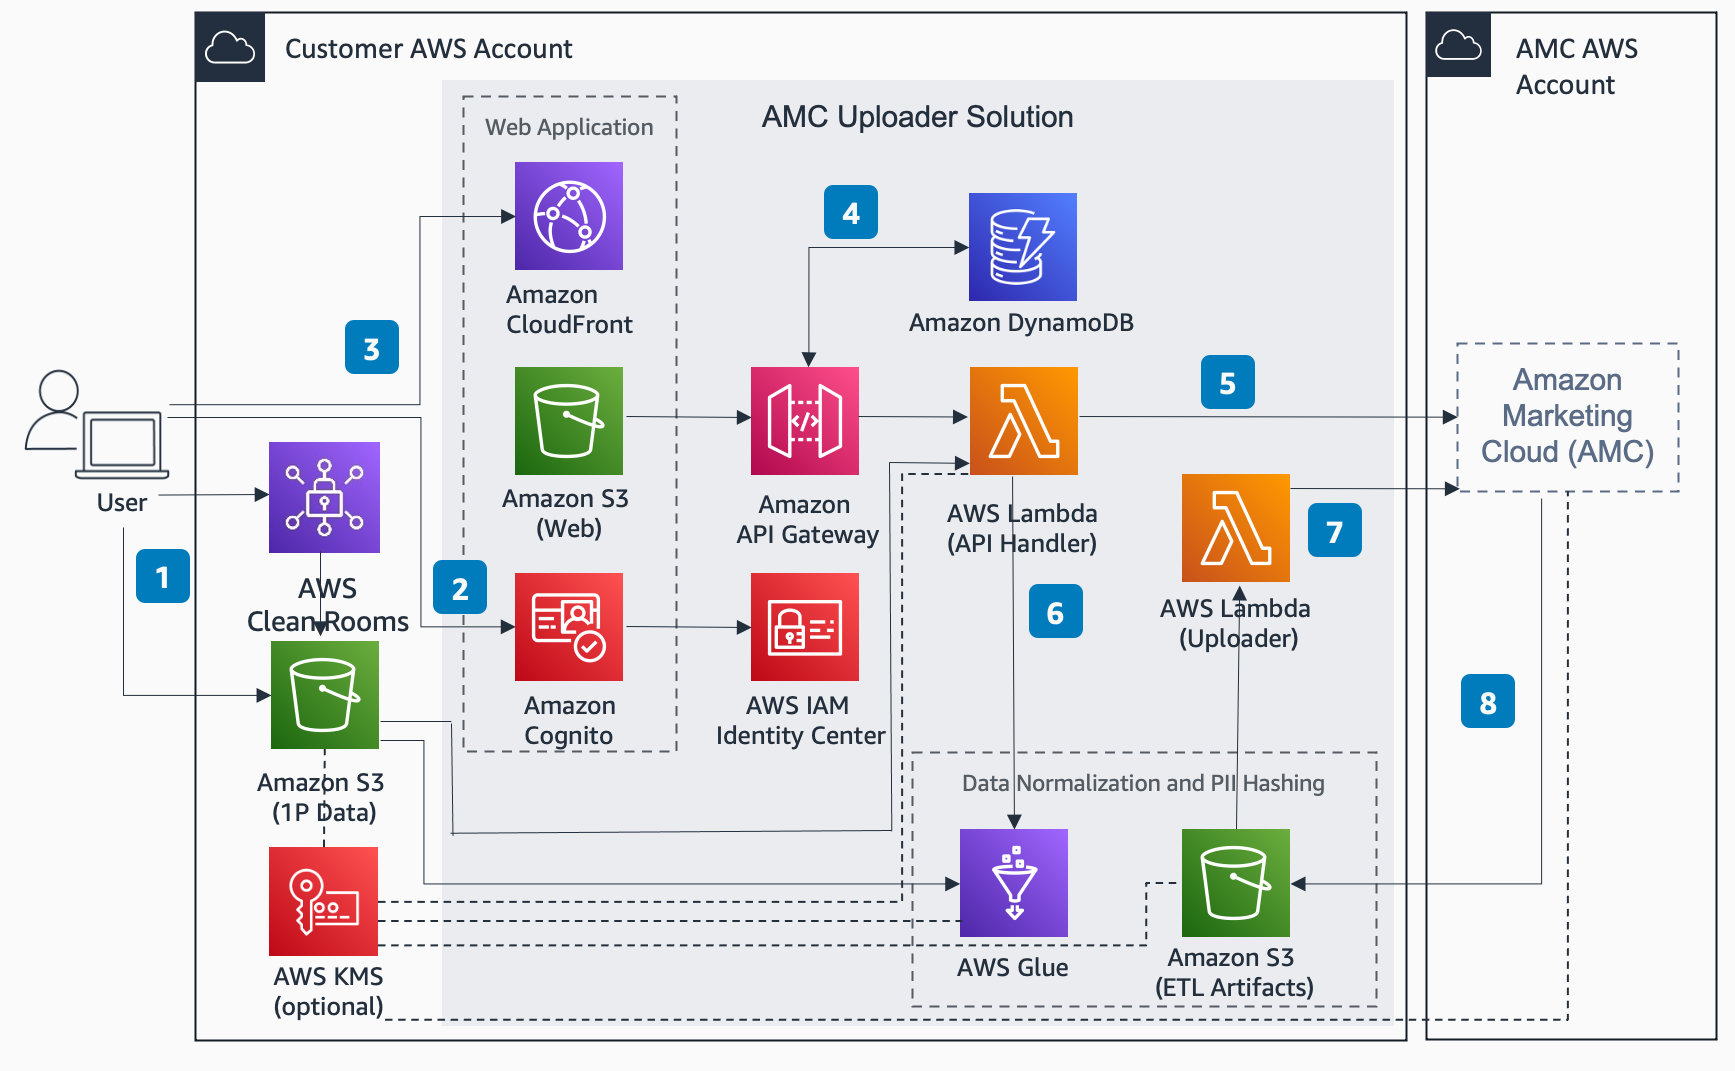 Customer AWS Account
AMC AWS
Account
AMC Uploader Solution
Web Application
Amazon
CloudFront
4
Amazon DynamoDB
3
5
Amazon
Marketing
Cloud (AMC)
User
Amazon S3
(Web)
Amazon
API Gateway
AWS Lambda
(API Handler)
7
1
AWS
Clean Rooms
2
6
AWS Lambda
(Uploader)
8
Amazon
Cognito
AWS IAM
Identity Center
Amazon S3
(1P Data)
Data Normalization and PII Hashing
AWS KMS
(optional)
AWS Glue
Amazon S3
(ETL Artifacts)